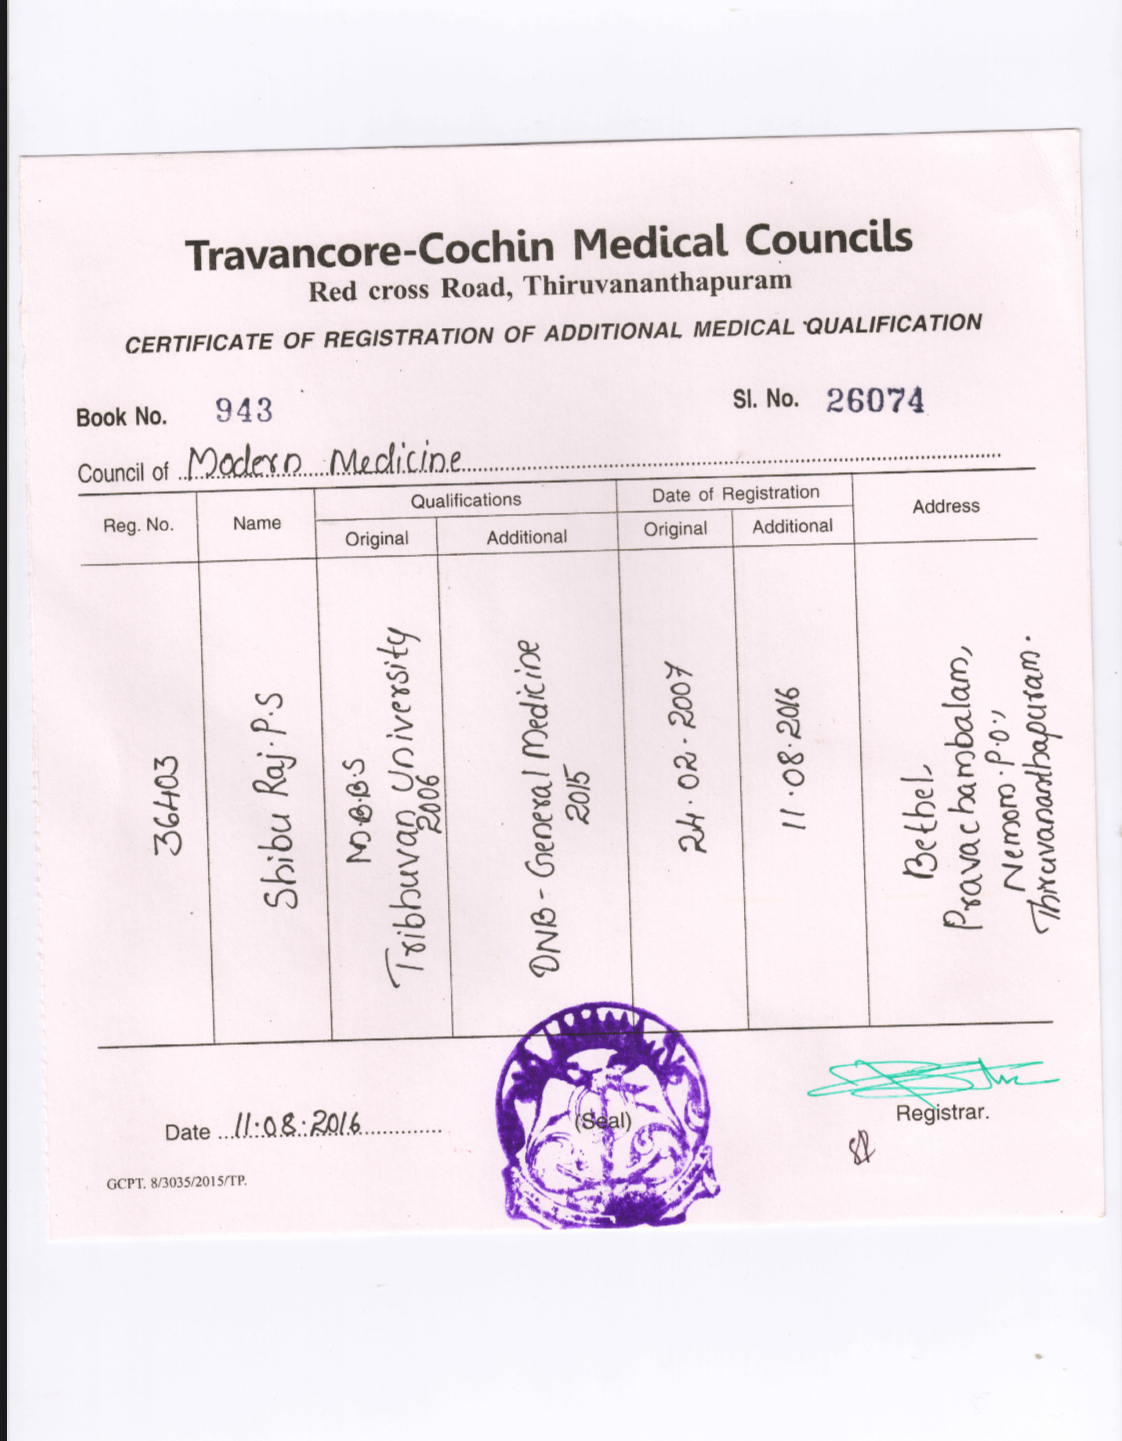 Travancore-Cochin Medical Councils
Red cross Road, Thiruvananthapuram
CERTIFICATE OF REGISTRATION OF ADDITIONAL MEDICAL QUALIFICATION
Book No. 943 Sl. No. 26074
Council of Modern Medicine
Reg. No. Name Qualifications Date of Registration Address
Original Additional Original Additional
36403
Shibu Raj.P.S
M.B.B.S
Tribhuvan University
2006
DNB - General Medicine
2015
24.02.2007
11.08.2016
Bethel,
Pravachambalam,
Nemom.P.O.,
Thiruvananthapuram.
Date 11:08:2016 (Seal) Registrar.
GCPT. 8/3035/2015/TP.